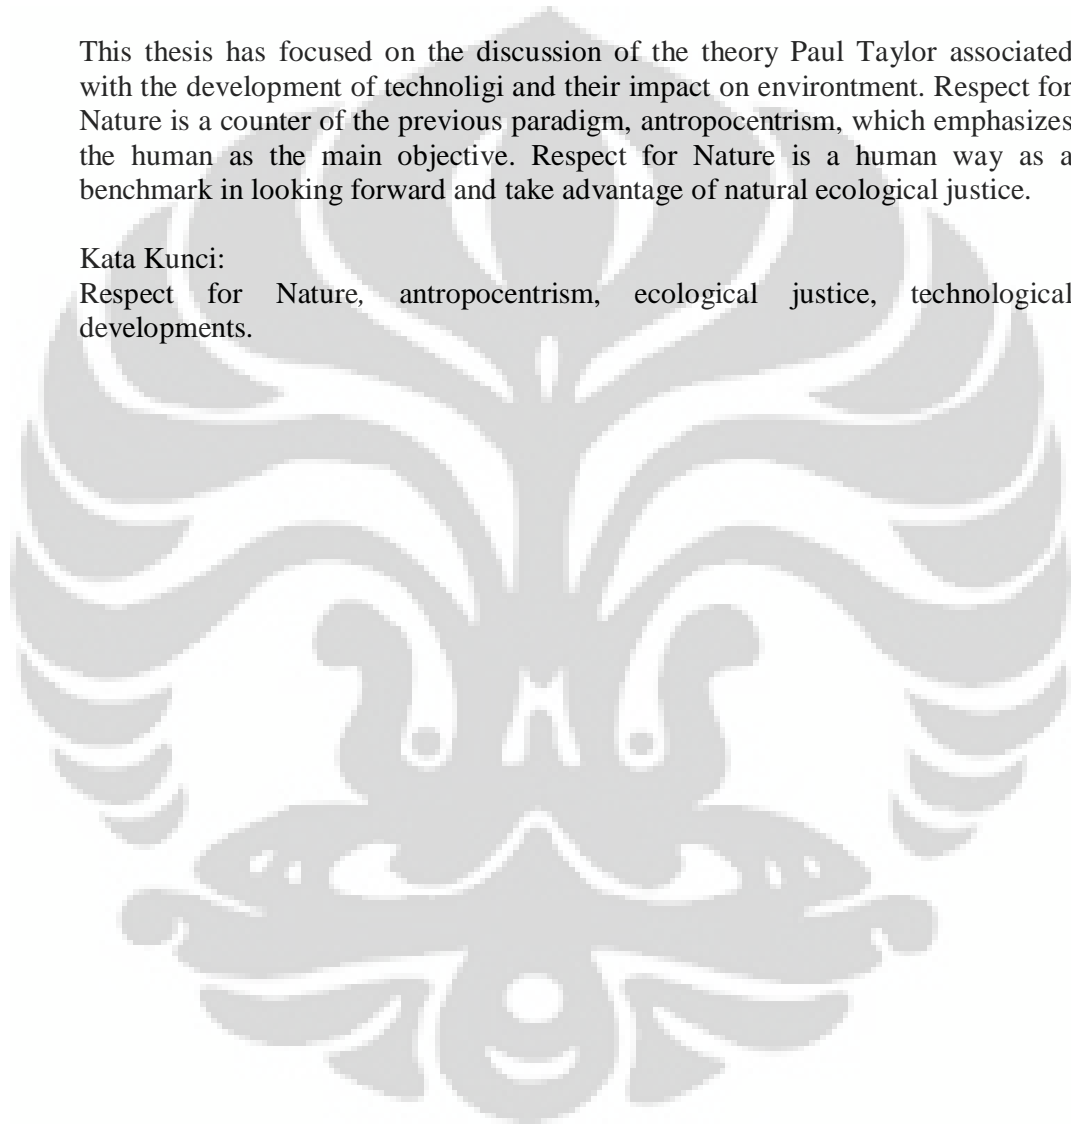 This thesis has focused on the discussion of the theory Paul Taylor associated
with the development of technoligi and their impact on environtment. Respect for
Nature is a counter of the previous paradigm, antropocentrism, which emphasizes
the human as the main objective. Respect for Nature is a human way as a
benchmark in looking forward and take advantage of natural ecological justice.
Kata Kunci:
Respect for Nature, antropocentrism, ecological justice, technological
developments.